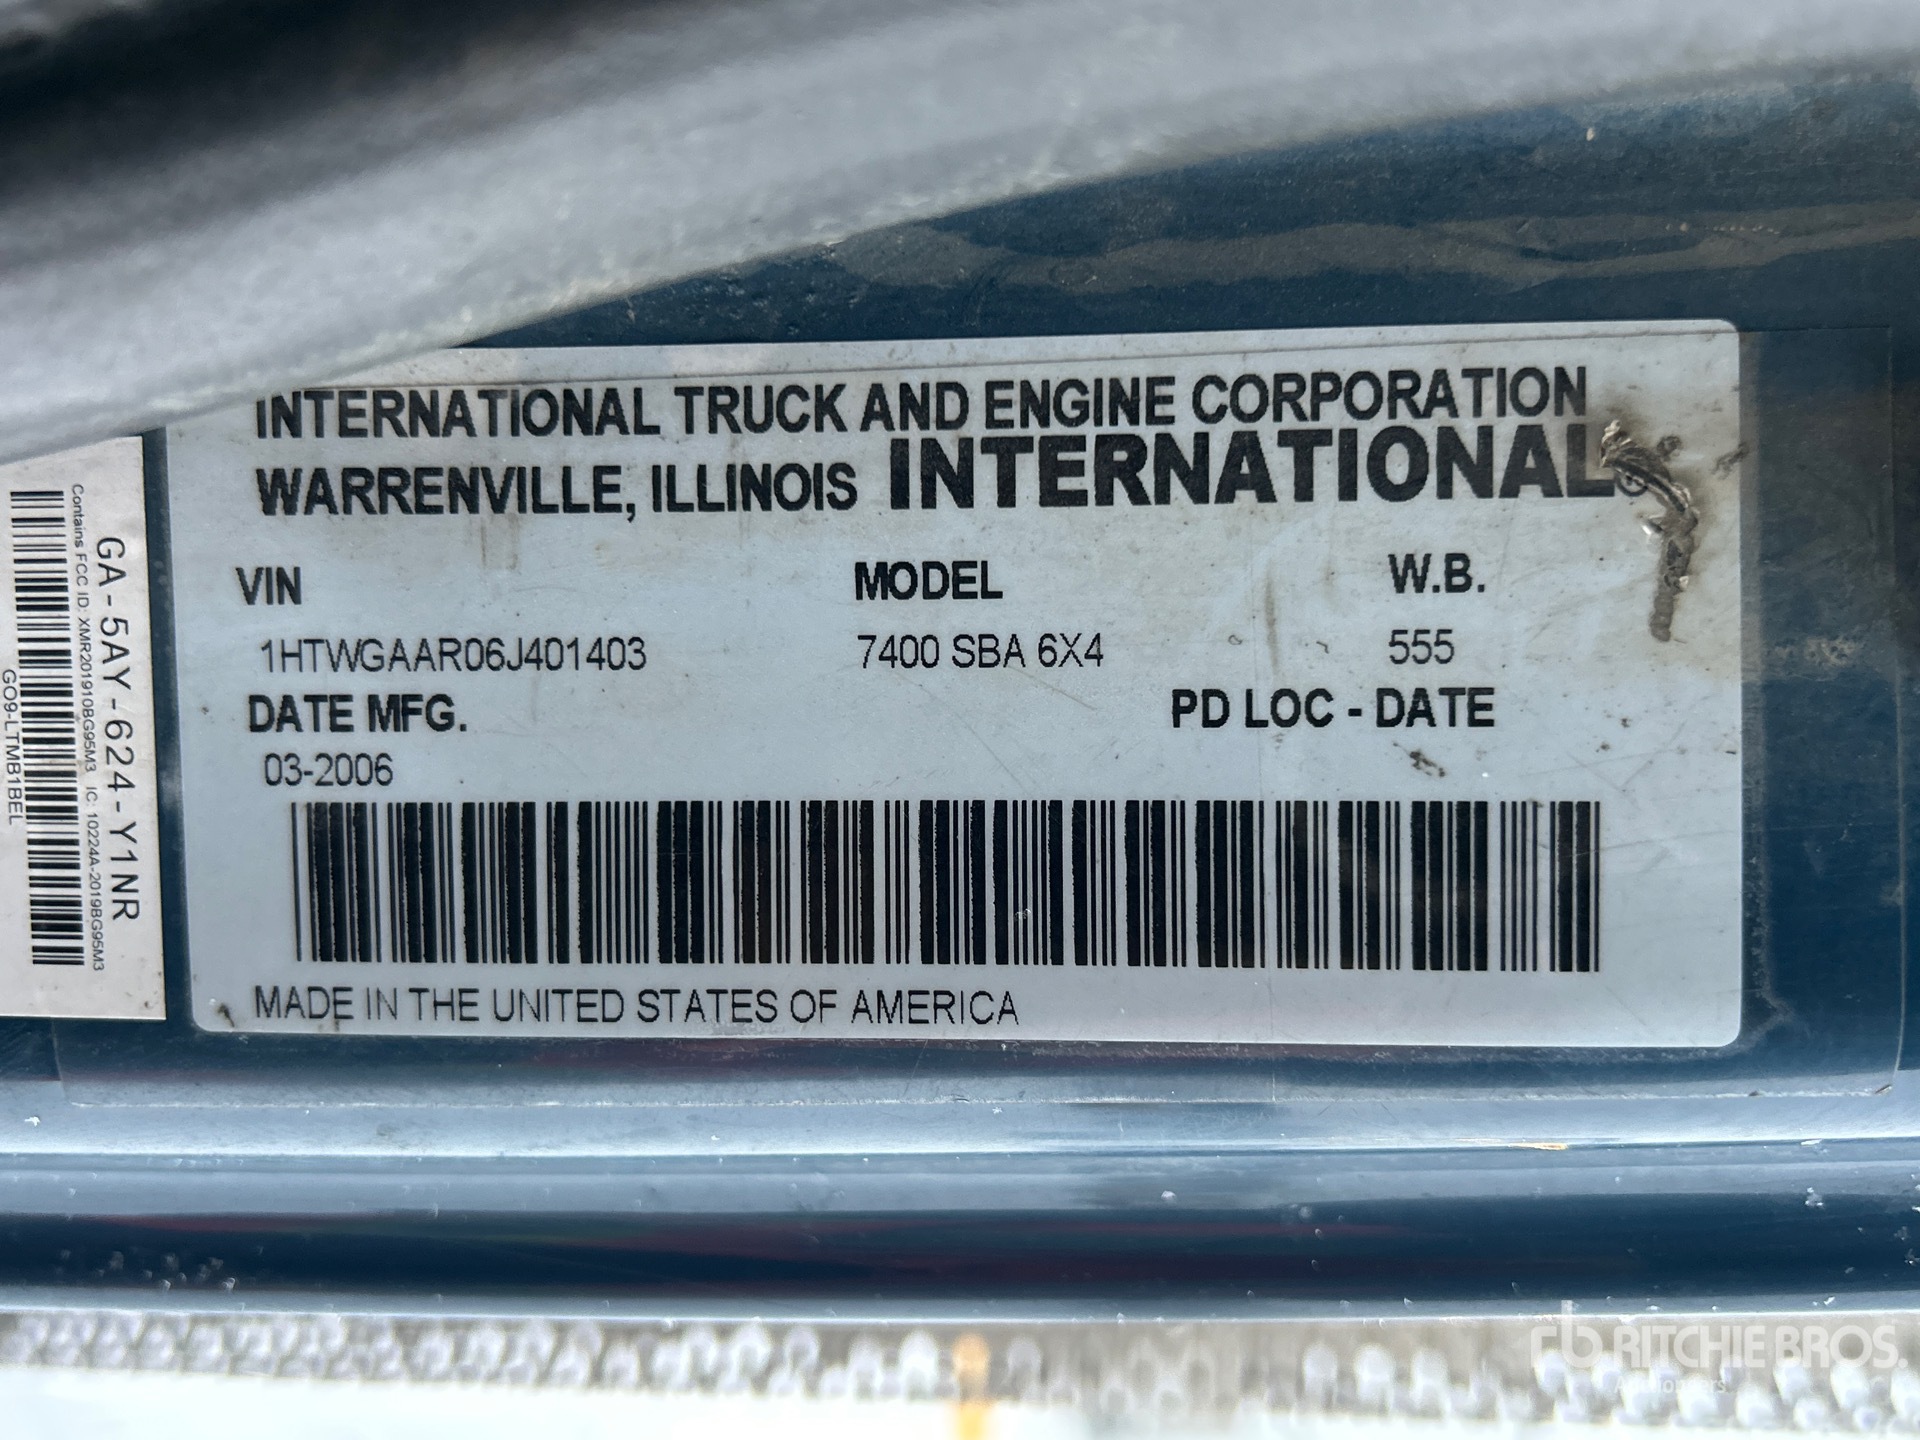 INTERNATIONAL TRUCK AND ENGINE CORPORATION
WARRENVILLE, ILLINOIS INTERNATIONAL®
VIN MODEL W.B.
1HTWGAAR06J401403 7400 SBA 6X4 555
DATE MFG. PD LOC - DATE
03-2006
MADE IN THE UNITED STATES OF AMERICA
GA-5AY-624-Y1NR
Contains FCC ID: XMR201910BG95M3 IC: 10224A-2019BG95M3
GO9-LTMB1BEL
rb RITCHIE BROS.
Auctioneers